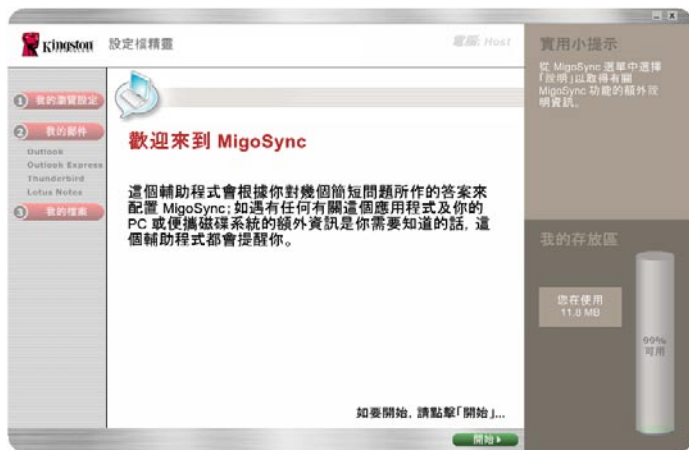 Kingston
設定檔精靈
電腦: Host
1 我的瀏覽設定
2 我的郵件
Outlook
Outlook Express
Thunderbird
Lotus Notes
3 我的檔案
歡迎來到 MigoSync
這個輔助程式會根據你對幾個簡短問題所作的答案來
配置 MigoSync; 如遇有任何有關這個應用程式及你的
PC 或便攜磁碟系統的額外資訊是你需要知道的話, 這
個輔助程式都會提醒你。
如要開始, 請點擊「開始」...
開始
實用小提示
從 MigoSync 選單中選擇
「說明」以取得有關
MigoSync 功能的額外說
明資訊。
我的存放區
您在使用
11.8 MB
99%
可用